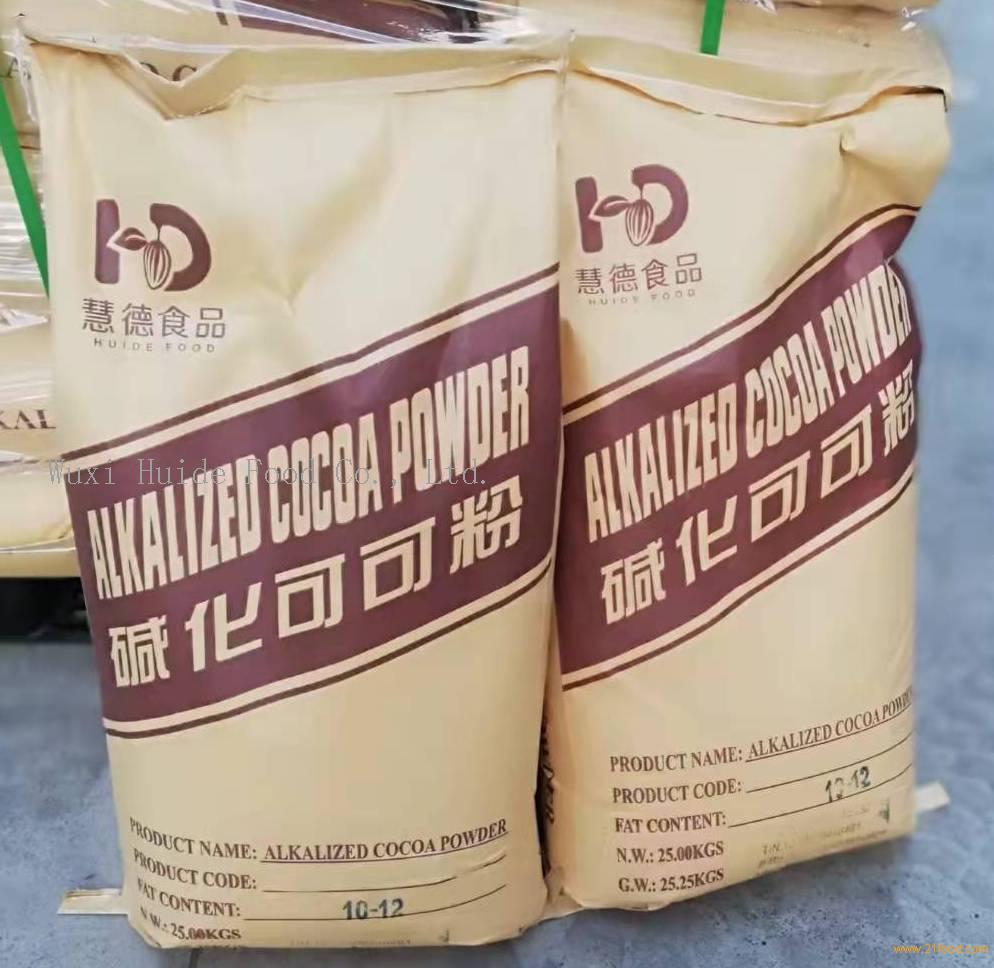 慧德食品
HUIDE FOOD
ALKALIZED COCOA POWDER
碱化可可粉
PRODUCT NAME: ALKALIZED COCOA POWDER
PRODUCT CODE:
FAT CONTENT: 10-12
N.W.: 25.00KGS
慧德食品
HUIDE FOOD
ALKALIZED COCOA POWDER
碱化可可粉
PRODUCT NAME: ALKALIZED COCOA POWDER
PRODUCT CODE:
10-12
FAT CONTENT:
N.W.: 25.00KGS
G.W.: 25.25KGS
Wuxi Huide Food Co., Ltd.
www.21food.com